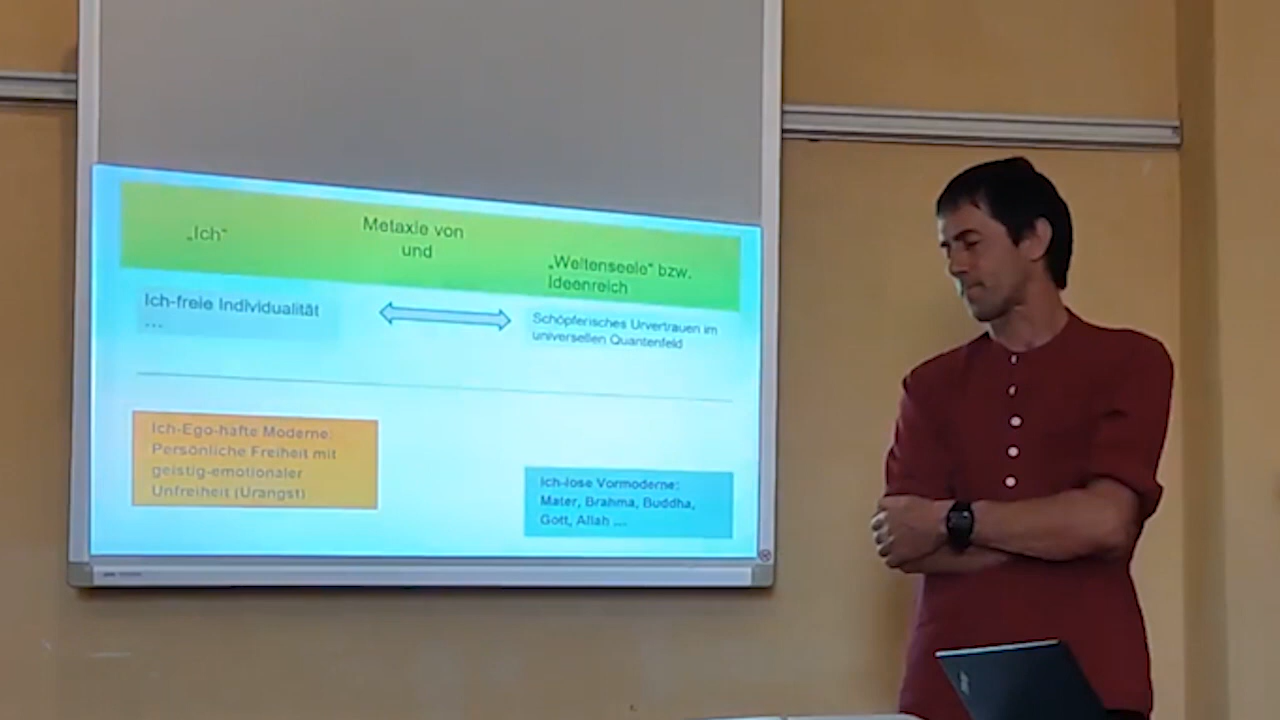 „Ich“
Metaxie von
und
„Weltenseele“ bzw.
Ideenreich
Ich-freie Individualität
...
Schöpferisches Urvertrauen im
universellen Quantenfeld
Ich-Ego-hafte Moderne:
Persönliche Freiheit mit
geistig-emotionaler
Unfreiheit (Urangst)
Ich-lose Vormoderne:
Mater, Brahma, Buddha,
Gott, Allah ...